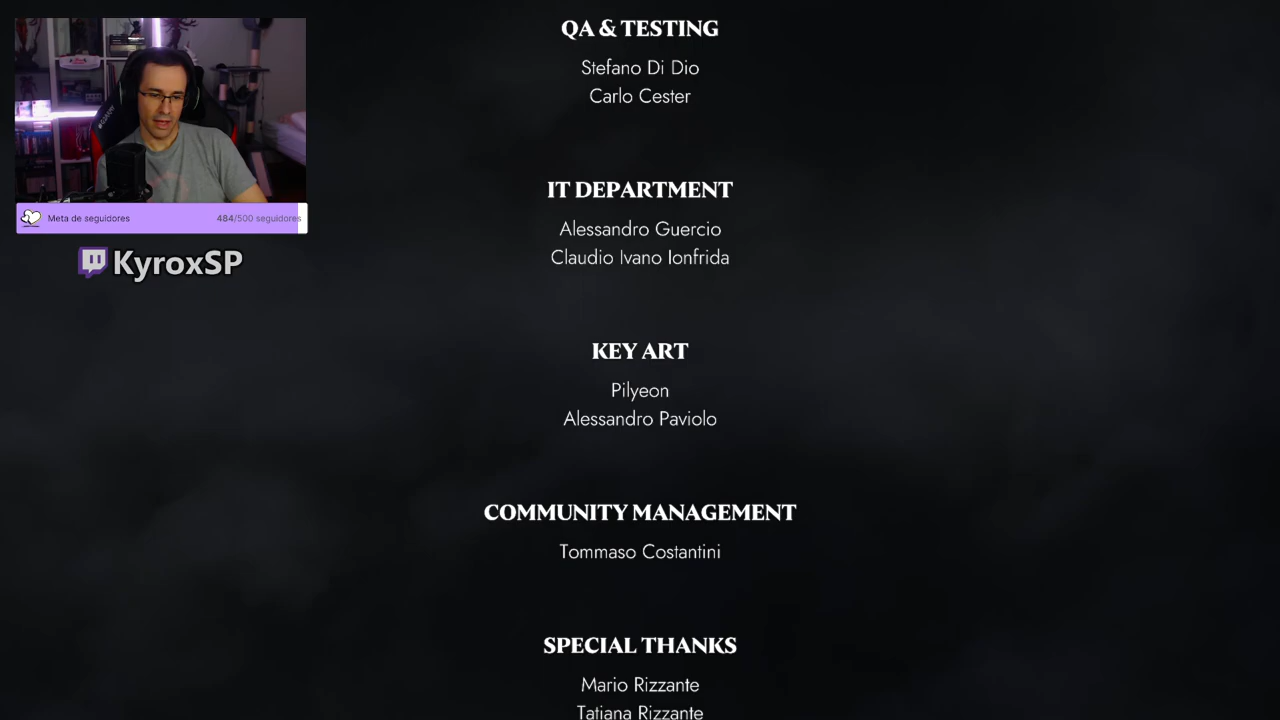 QA & TESTING
Stefano Di Dio
Carlo Cester
IT DEPARTMENT
Alessandro Guercio
Claudio Ivano Ionfrida
Meta de seguidores
484/500 seguidores
KyroxSP
KEY ART
Pilyeon
Alessandro Paviolo
COMMUNITY MANAGEMENT
Tommaso Costantini
SPECIAL THANKS
Mario Rizzante
Tatiana Rizzante